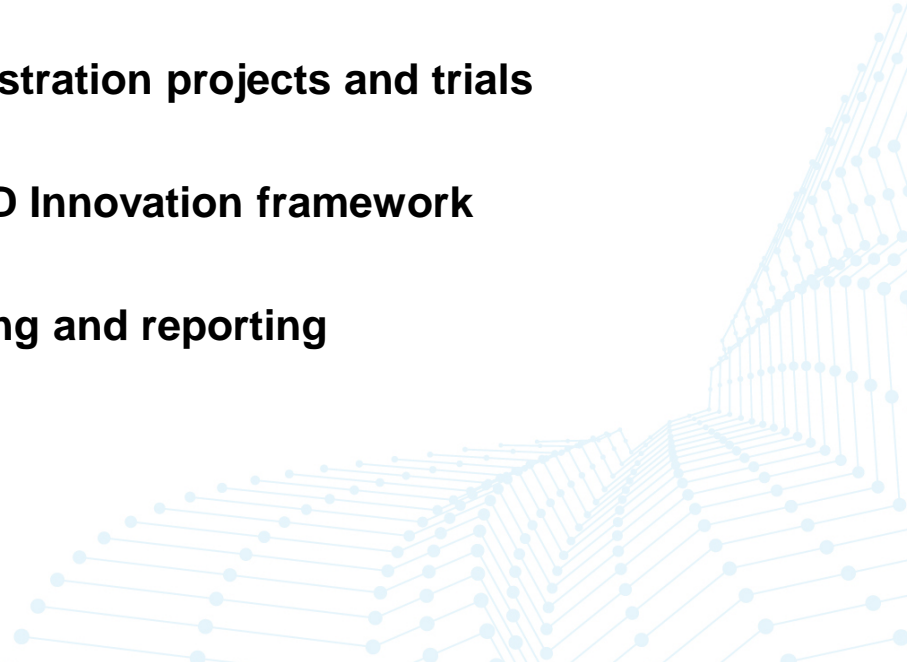 stration projects and trials
D Innovation framework
ng and reporting